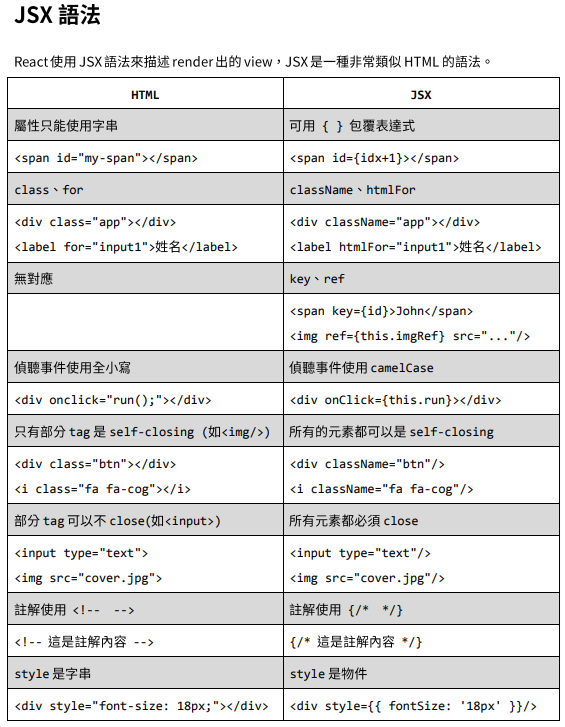 JSX 語法
React 使用 JSX 語法來描述 render 出的 view，JSX 是一種非常類似 HTML 的語法。
HTML JSX
屬性只能使用字串 可用 { } 包覆表達式
<span id="my-span"></span> <span id={idx+1}></span>
class、for className、htmlFor
<div class="app"></div> <div className="app"></div>
<label for="input1">姓名</label> <label htmlFor="input1">姓名</label>
無對應 key、ref
<span key={id}>John</span>
<img ref={this.imgRef} src="..."/>
偵聽事件使用全小寫 偵聽事件使用 camelCase
<div onclick="run();"></div> <div onClick={this.run}></div>
只有部分 tag 是 self-closing (如<img/>) 所有的元素都可以是 self-closing
<div class="btn"></div> <div className="btn"/>
<i class="fa fa-cog"></i> <i className="fa fa-cog"/>
部分 tag 可以不 close(如<input>) 所有元素都必須 close
<input type="text"> <input type="text"/>
<img src="cover.jpg"> <img src="cover.jpg"/>
註解使用 <!--  --> 註解使用 {/*  */}
<!-- 這是註解內容 --> {/* 這是註解內容 */}
style 是字串 style 是物件
<div style="font-size: 18px;"></div> <div style={{ fontSize: '18px' }}/>